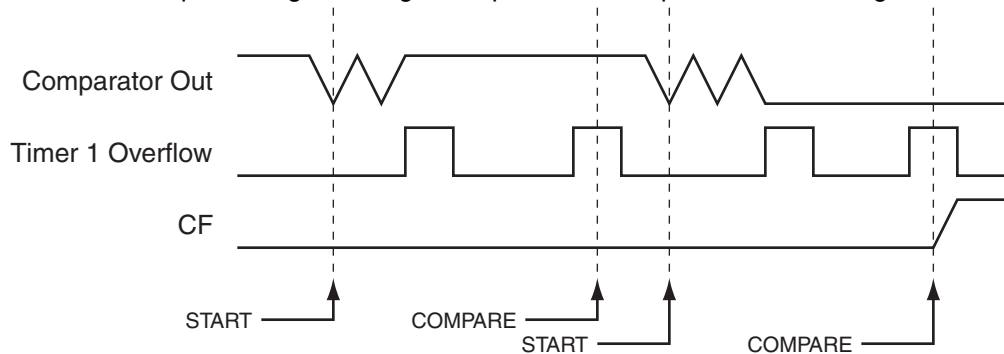 Comparator Out
Timer 1 Overflow
CF
START
COMPARE
START
COMPARE